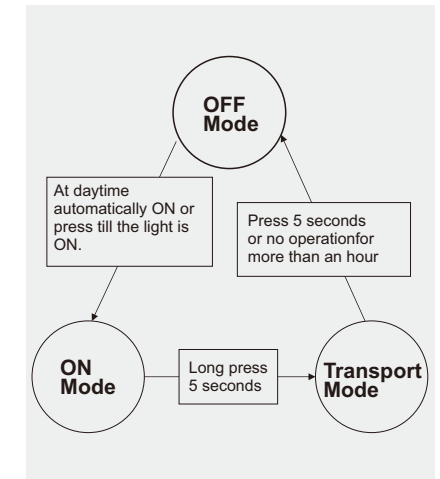 OFF
Mode
At daytime
automatically ON or
press till the light is
ON.
Press 5 seconds
or no operationfor
more than an hour
ON
Mode
Long press
5 seconds
Transport
Mode